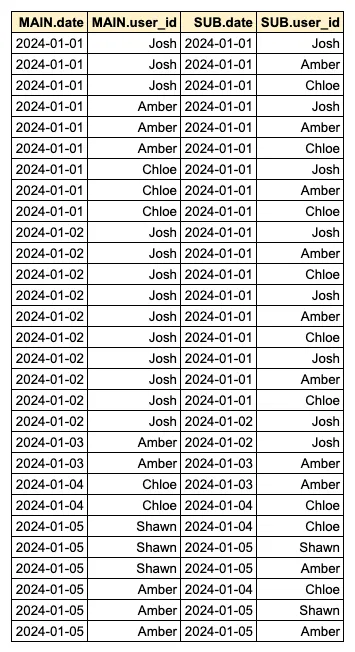 MAIN.date MAIN.user_id SUB.date SUB.user_id
2024-01-01 Josh 2024-01-01 Josh
2024-01-01 Josh 2024-01-01 Amber
2024-01-01 Josh 2024-01-01 Chloe
2024-01-01 Amber 2024-01-01 Josh
2024-01-01 Amber 2024-01-01 Amber
2024-01-01 Amber 2024-01-01 Chloe
2024-01-01 Chloe 2024-01-01 Josh
2024-01-01 Chloe 2024-01-01 Amber
2024-01-01 Chloe 2024-01-01 Chloe
2024-01-02 Josh 2024-01-01 Josh
2024-01-02 Josh 2024-01-01 Amber
2024-01-02 Josh 2024-01-01 Chloe
2024-01-02 Josh 2024-01-01 Josh
2024-01-02 Josh 2024-01-01 Amber
2024-01-02 Josh 2024-01-01 Chloe
2024-01-02 Josh 2024-01-01 Josh
2024-01-02 Josh 2024-01-01 Amber
2024-01-02 Josh 2024-01-01 Chloe
2024-01-02 Josh 2024-01-02 Josh
2024-01-03 Amber 2024-01-02 Josh
2024-01-03 Amber 2024-01-03 Amber
2024-01-04 Chloe 2024-01-03 Amber
2024-01-04 Chloe 2024-01-04 Chloe
2024-01-05 Shawn 2024-01-04 Chloe
2024-01-05 Shawn 2024-01-05 Shawn
2024-01-05 Shawn 2024-01-05 Amber
2024-01-05 Amber 2024-01-04 Chloe
2024-01-05 Amber 2024-01-05 Shawn
2024-01-05 Amber 2024-01-05 Amber